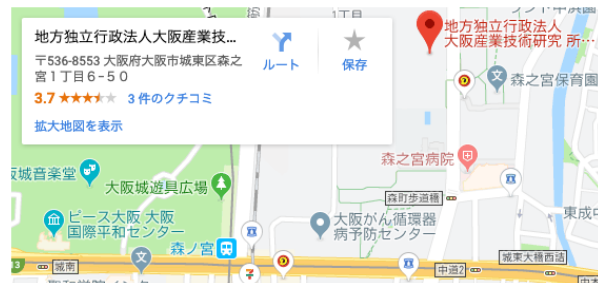 地方独立行政法人大阪産業技...
〒536-8553 大阪府大阪市城東区森之
宮1丁目6-50
3.7
3 件のクチコミ
拡大地図を表示
ルート
保存
1丁目
地方独立行政法人
大阪産業技術研究 所…
森之宮保育園
森之宮病院
城音楽堂
大阪城遊具広場
森町歩道橋
ピース大阪 大阪
国際平和センター
大阪がん循環器
病予防センター
東成
森ノ宮
城東大橋西詰
13
城南
中道2